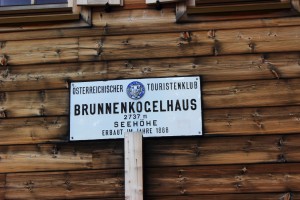 ÖSTERREICHISCHER TOURISTENKLUB
BRUNNENKOGELHAUS
2737 m
SEEHÖHE
ERBAUT IM JAHRE 1888